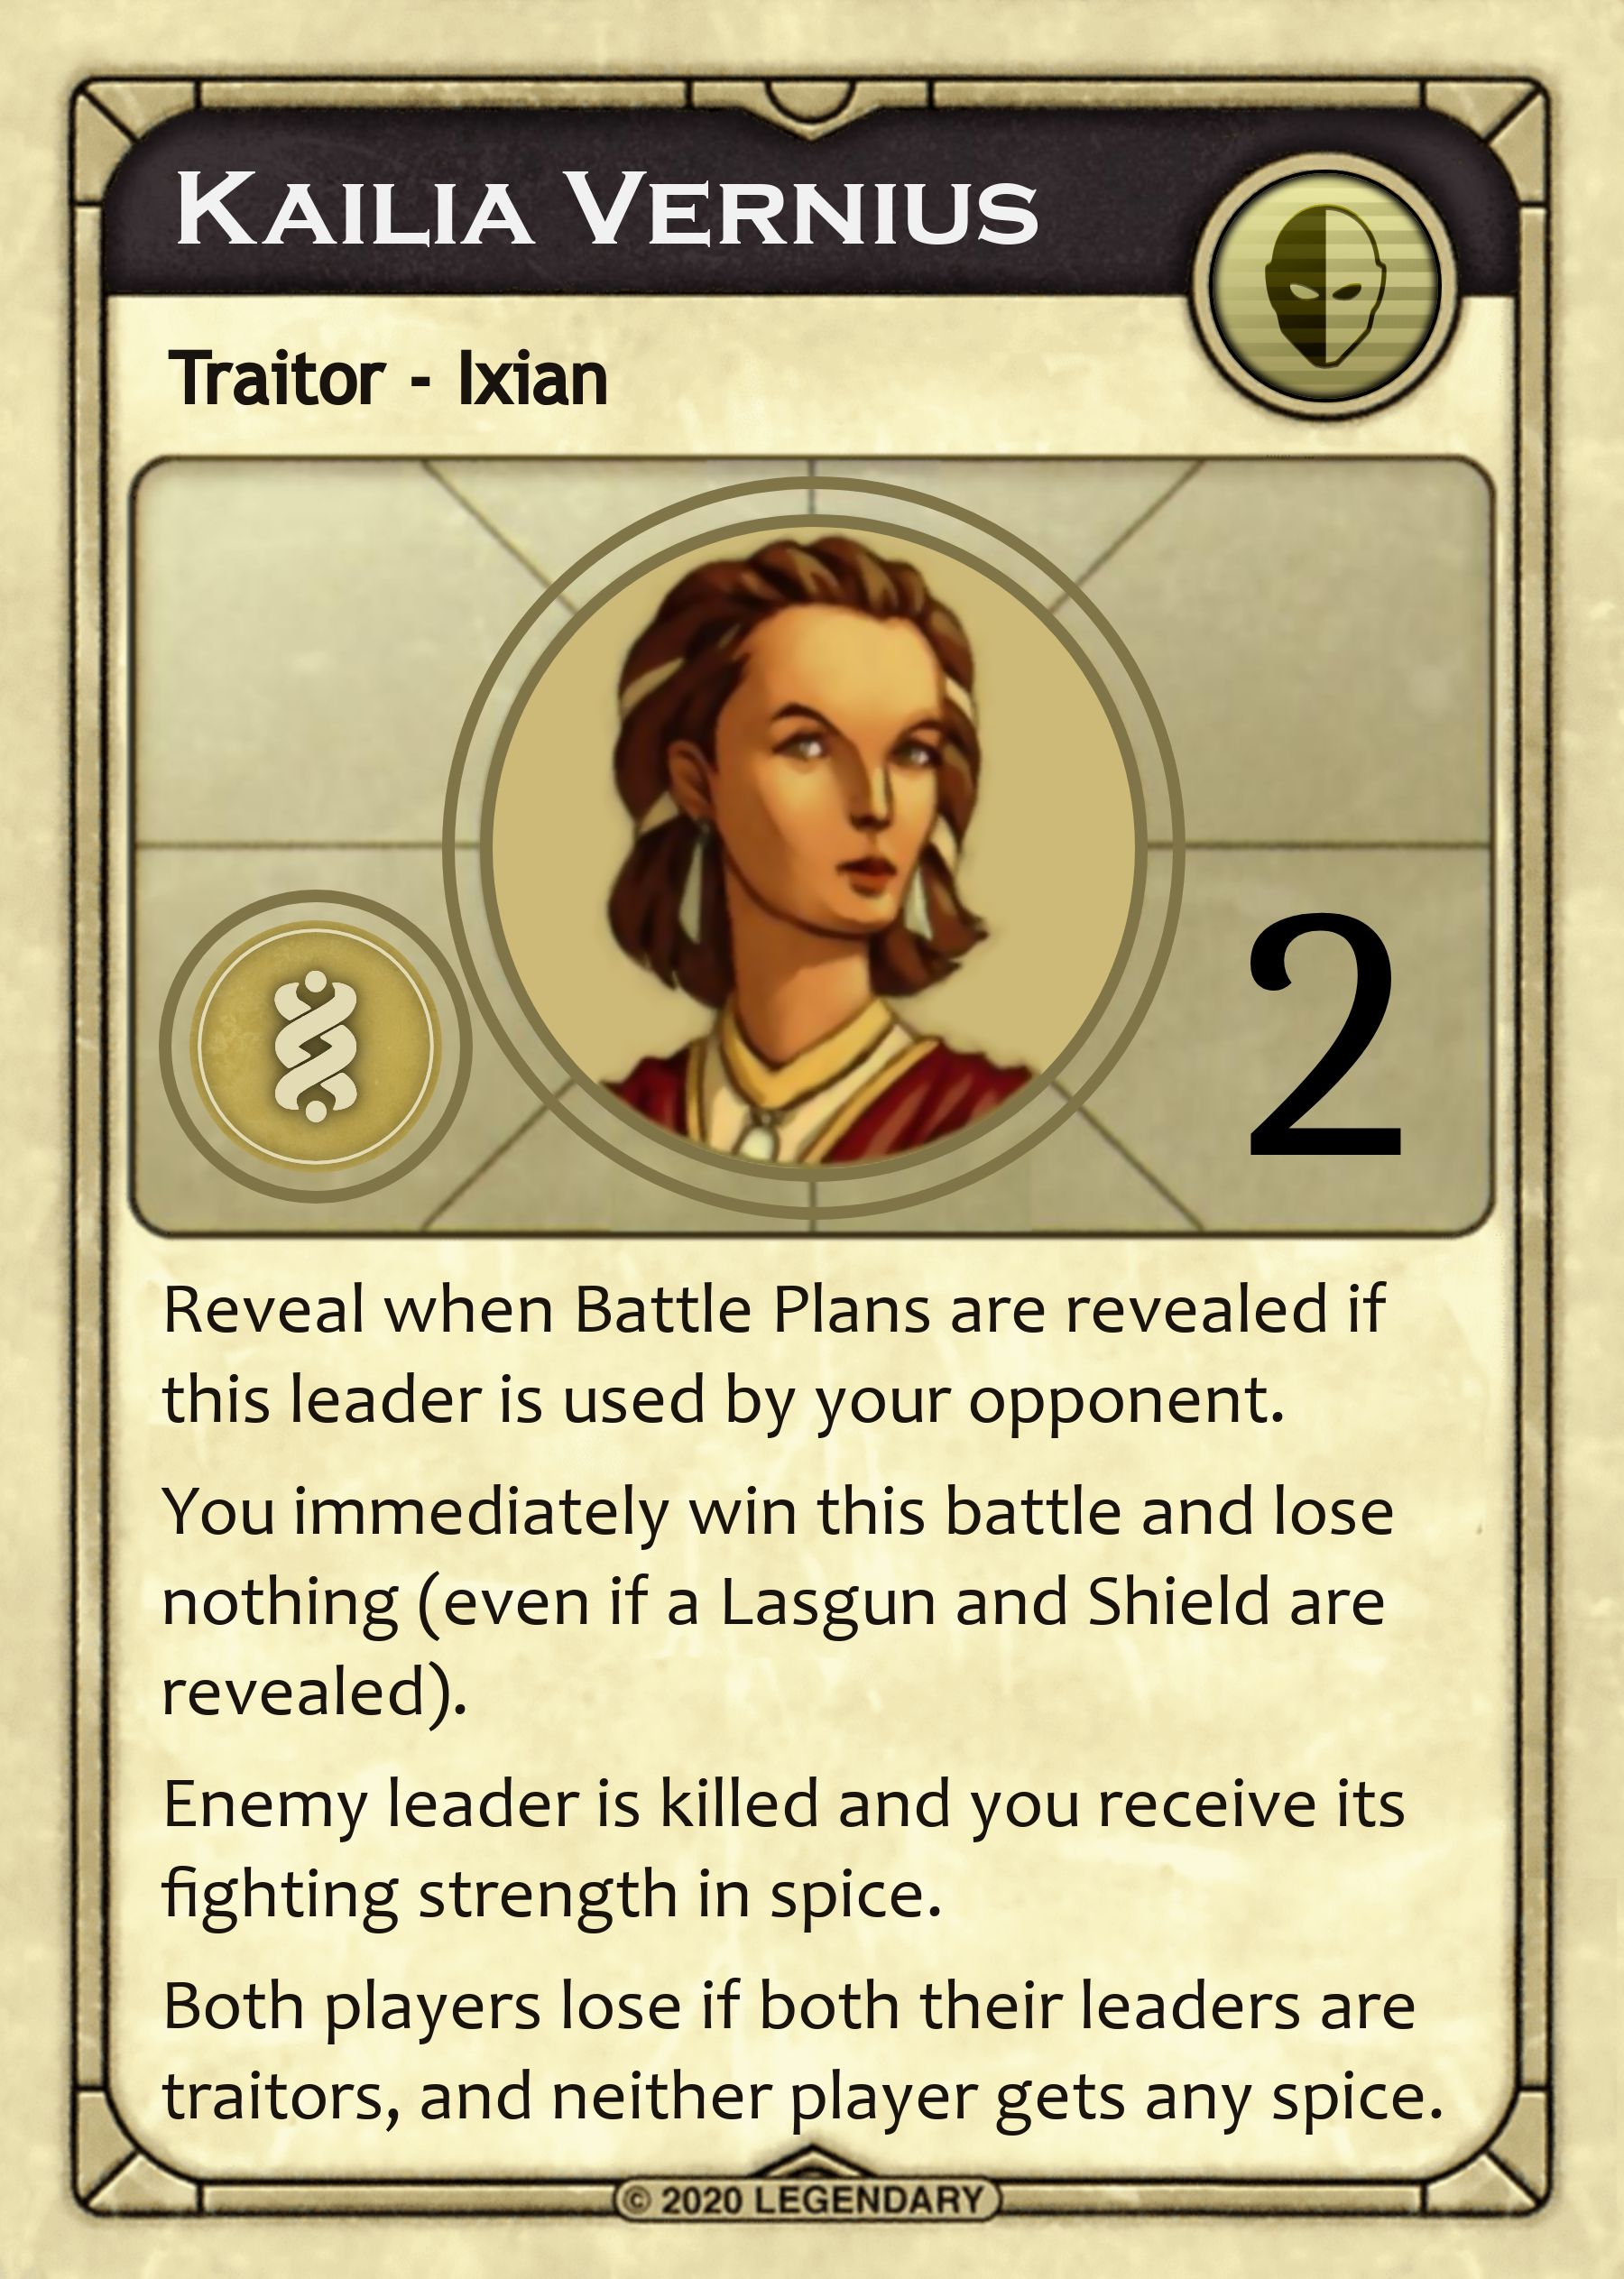 Kailia Vernius
Traitor - Ixian
2
Reveal when Battle Plans are revealed if
this leader is used by your opponent.
You immediately win this battle and lose
nothing (even if a Lasgun and Shield are
revealed).
Enemy leader is killed and you receive its
fighting strength in spice.
Both players lose if both their leaders are
traitors, and neither player gets any spice.
© 2020 LEGENDARY